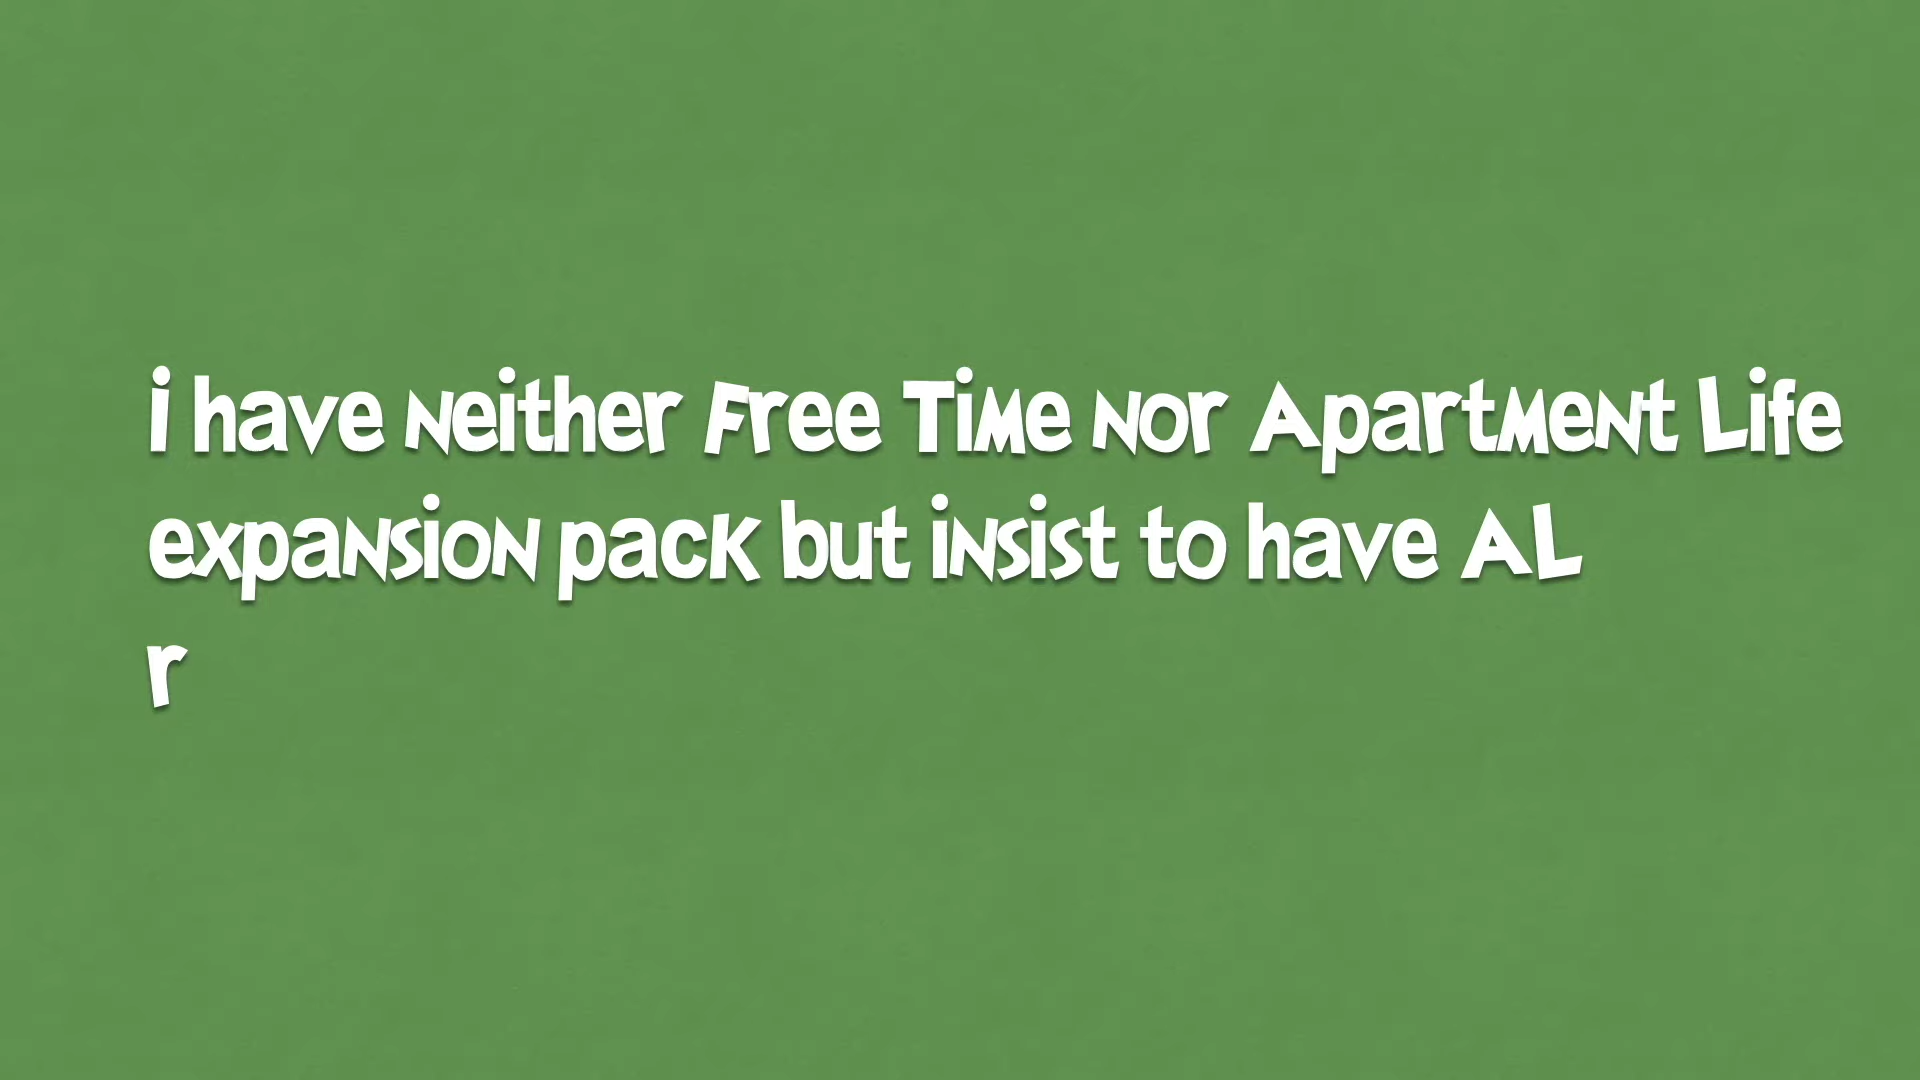 i have neither Free Time nor Apartment Life
expansion pack but insist to have AL
r